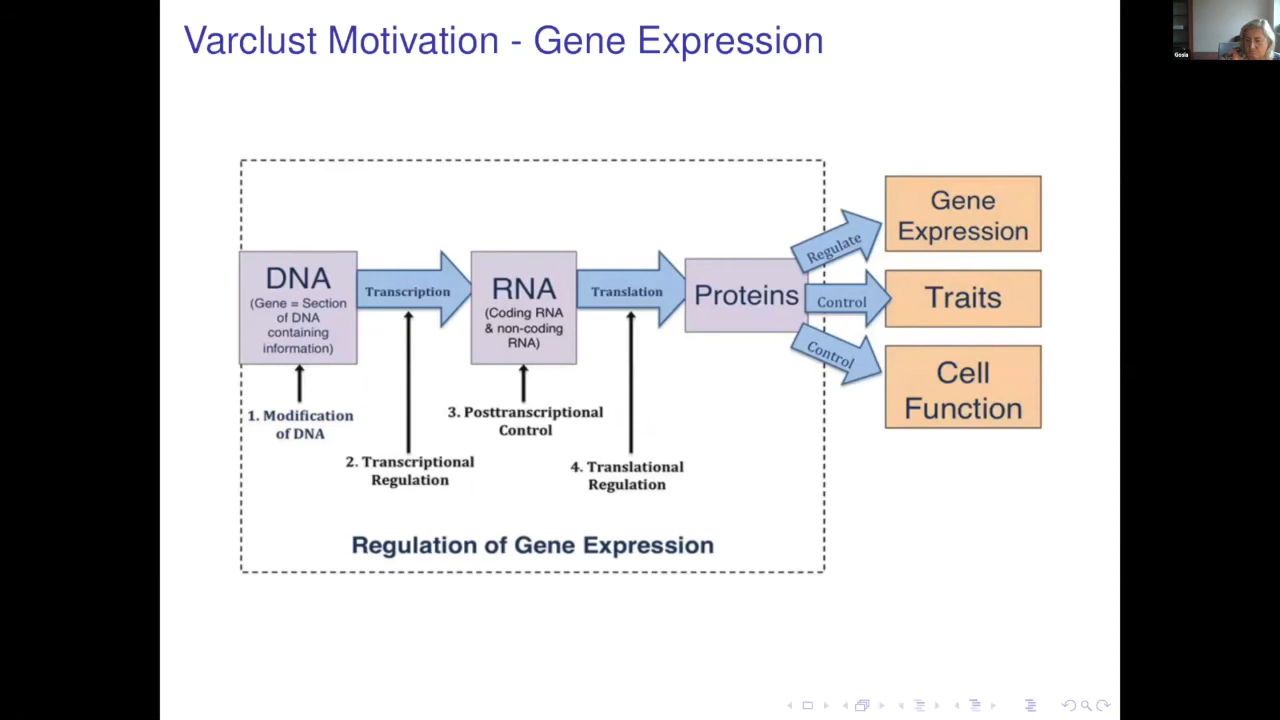 Varclust Motivation - Gene Expression
Gosia
DNA
(Gene = Section
of DNA
containing
information)
Transcription
RNA
(Coding RNA
& non-coding
RNA)
Translation
Proteins
Regulate
Control
Control
Gene
Expression
Traits
Cell
Function
1. Modification
of DNA
2. Transcriptional
Regulation
3. Posttranscriptional
Control
4. Translational
Regulation
Regulation of Gene Expression